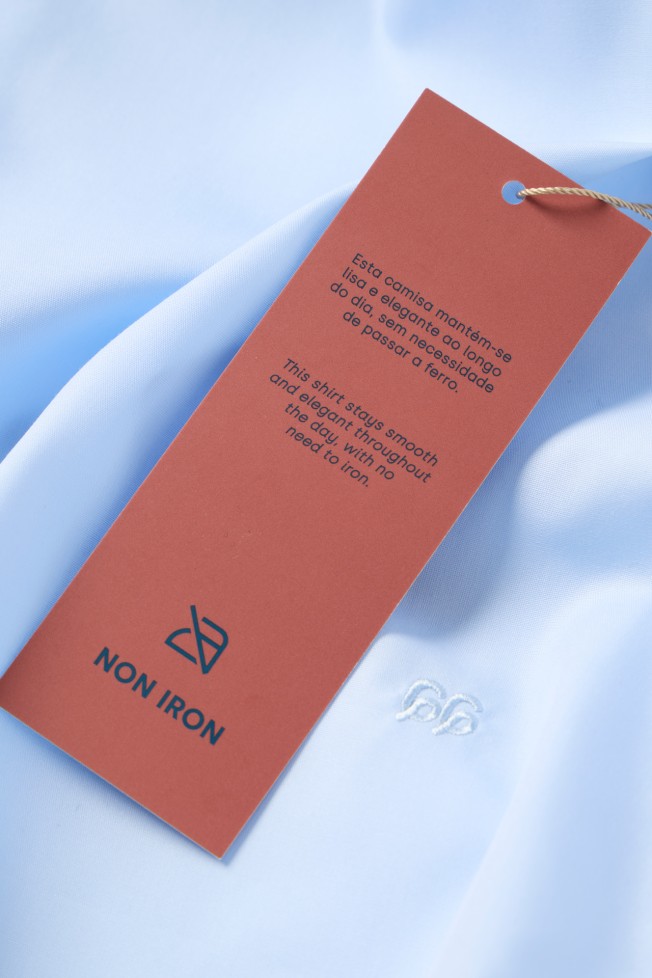 Esta camisa mantém-se
lisa e elegante ao longo
do dia, sem necessidade
de passar a ferro.
This shirt stays smooth
and elegant throughout
the day, with no
need to iron.
NON IRON